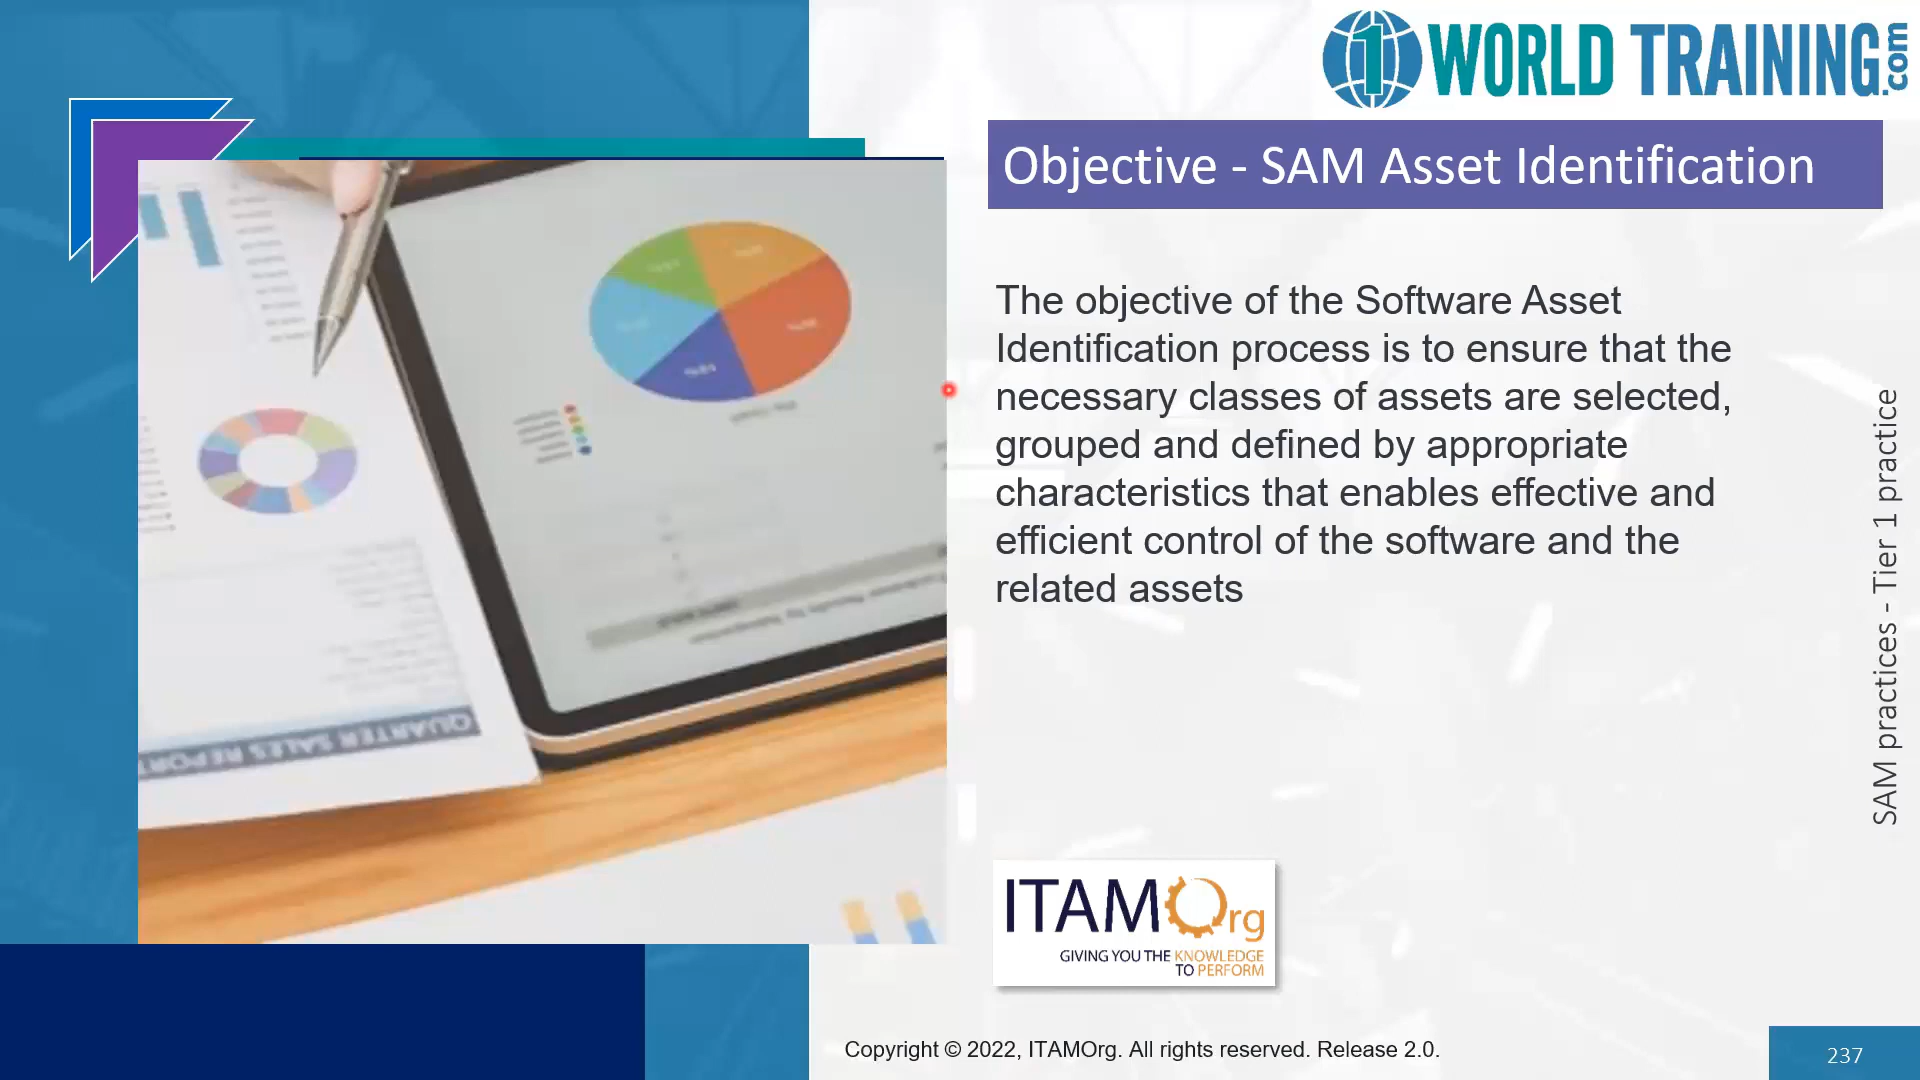 1 WORLD TRAINING.com
Objective - SAM Asset Identification
The objective of the Software Asset
Identification process is to ensure that the
necessary classes of assets are selected,
grouped and defined by appropriate
characteristics that enables effective and
efficient control of the software and the
related assets
SAM practices - Tier 1 practice
QUARTER SALES REPORT
ITAMOrg
GIVING YOU THE KNOWLEDGE
TO PERFORM
Copyright © 2022, ITAMOrg. All rights reserved. Release 2.0.
237